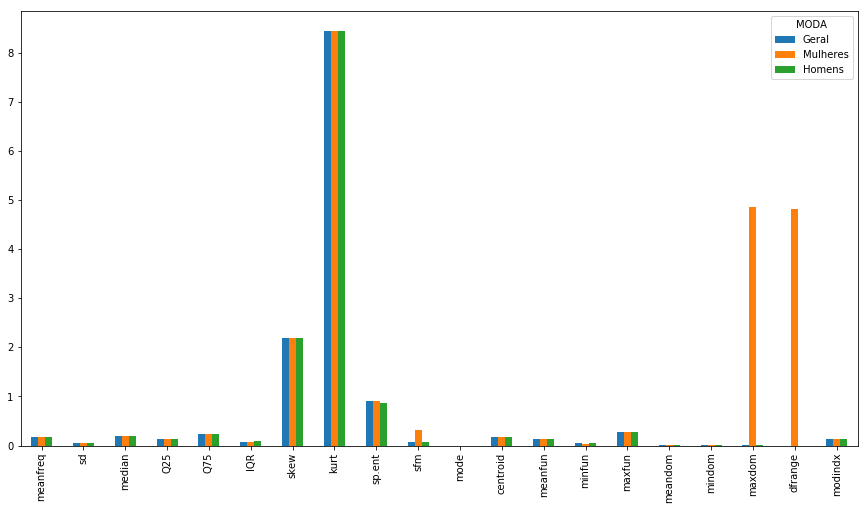 MODA
Geral
Mulheres
Homens
8
7
6
5
4
3
2
1
0
meanfreq
sd
median
Q25
Q75
IQR
skew
kurt
sp.ent
sfm
mode
centroid
meanfun
minfun
maxfun
meandom
mindom
maxdom
dfrange
modindx